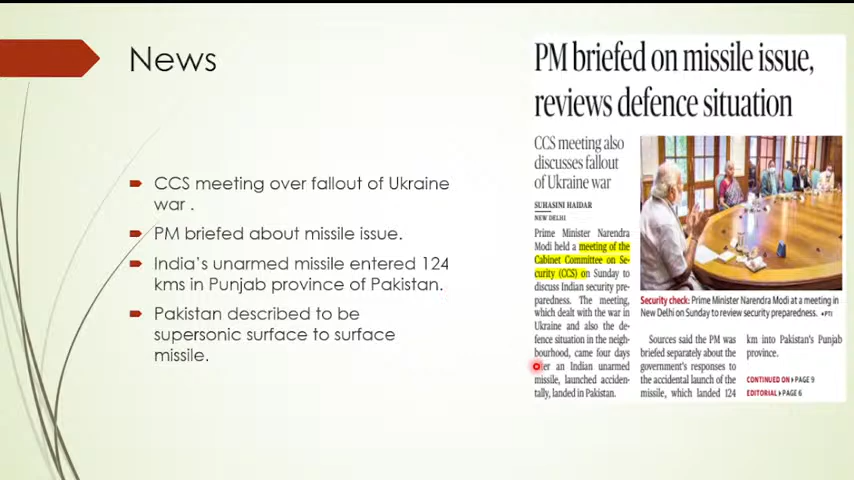 News
CCS meeting over fallout of Ukraine
war .
PM briefed about missile issue.
India's unarmed missile entered 124
kms in Punjab province of Pakistan.
Pakistan described to be
supersonic surface to surface
missile.
PM briefed on missile issue,
reviews defence situation
CCS meeting also
discusses fallout
of Ukraine war
SUHASINI HAIDAR
NEW DELHI
Prime Minister Narendra
Modi held a meeting of the
Cabinet Committee on Se-
curity (CCS) on Sunday to
discuss Indian security pre-
paredness. The meeting,
which dealt with the war in
Ukraine and also the de-
fence situation in the neigh-
bourhood, came four days
er an Indian unarmed
missile, launched acciden-
tally, landed in Pakistan.
Security check: Prime Minister Narendra Modi at a meeting in
New Delhi on Sunday to review security preparedness. •PTI
Sources said the PM was
briefed separately about the
government's responses to
the accidental launch of the
missile, which landed 124
km into Pakistan's Punjab
province.
CONTINUED ON PAGE 9
EDITORIAL PAGE 6